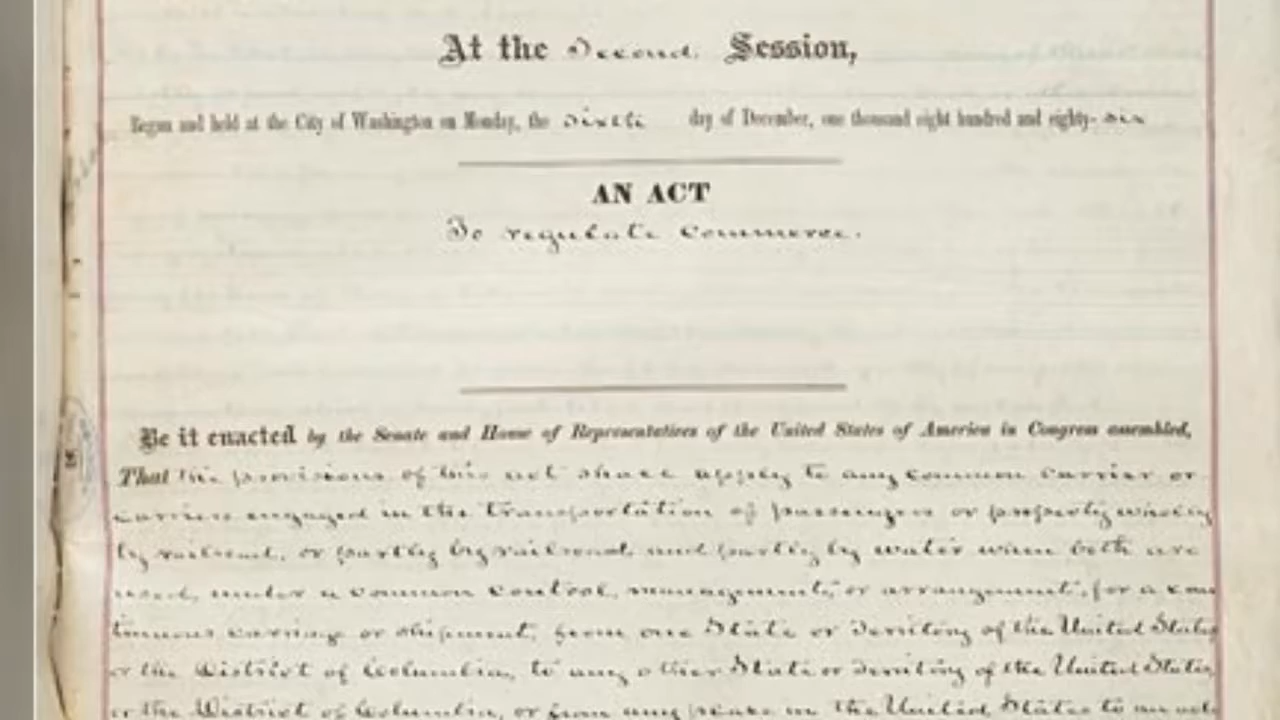 At the Second Session,
Begun and held at the City of Washington on Monday, the sixth day of December, one thousand eight hundred and eighty-six
AN ACT
To regulate commerce.
Be it enacted by the Senate and House of Representatives of the United States of America in Congress assembled,
That the provisions of this act shall apply to any common carrier or
carriers engaged in the transportation of passengers or property wholly
by railroad, or partly by railroad and partly by water when both are
used, under a common control, management, or arrangement, for a con
tinuous carriage or shipment, from one State or Territory of the United States,
or the District of Columbia, to any other State or Territory of the United States,
or the District of Columbia, or from any place in the United States to an